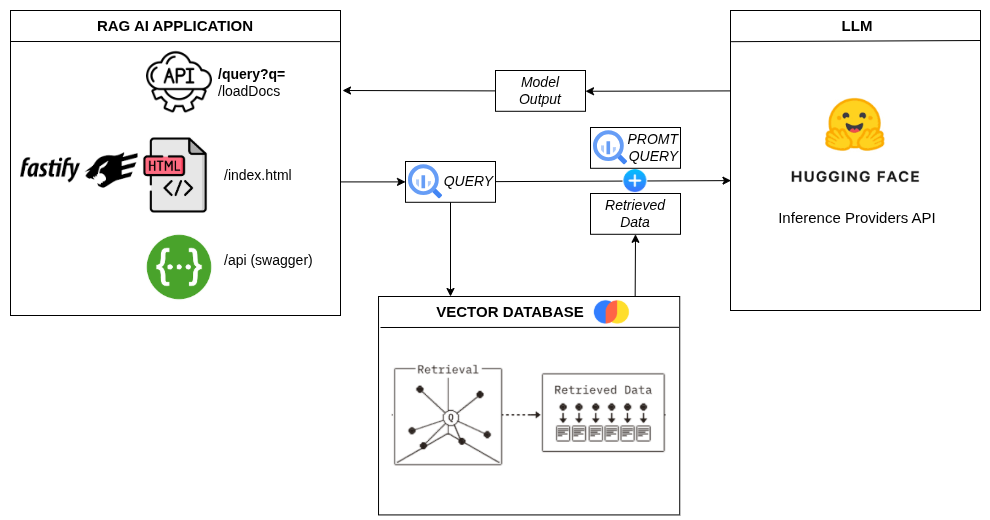 RAG AI APPLICATION
API
/query?q=
/loadDocs
fastify
HTML
</>
/index.html
{...}
/api (swagger)
Model
Output
QUERY
PROMT
QUERY
+
Retrieved
Data
LLM
HUGGING FACE
Inference Providers API
VECTOR DATABASE
Retrieval
Q
Retrieved Data